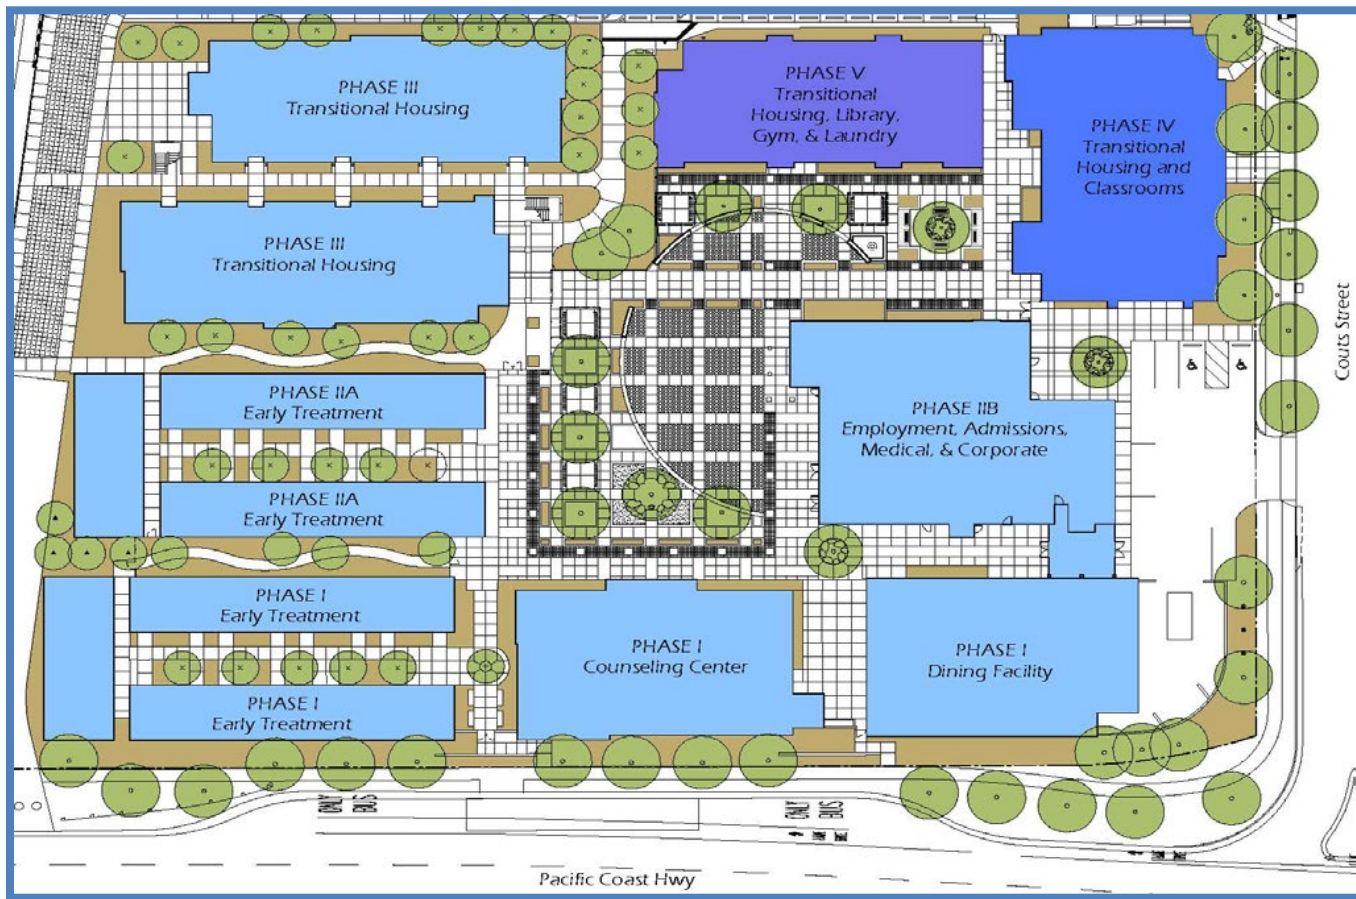 PHASE III
Transitional Housing
PHASE V
Transitional
Housing, Library,
Gym, & Laundry
PHASE IV
Transitional
Housing and
Classrooms
PHASE III
Transitional Housing
Couts Street
PHASE IIA
Early Treatment
PHASE IIB
Employment, Admissions,
Medical, & Corporate
PHASE IIA
Early Treatment
PHASE I
Early Treatment
PHASE I
Counseling Center
PHASE I
Dining Facility
PHASE I
Early Treatment
ONLY
BUS
ONLY
BUS
Pacific Coast Hwy